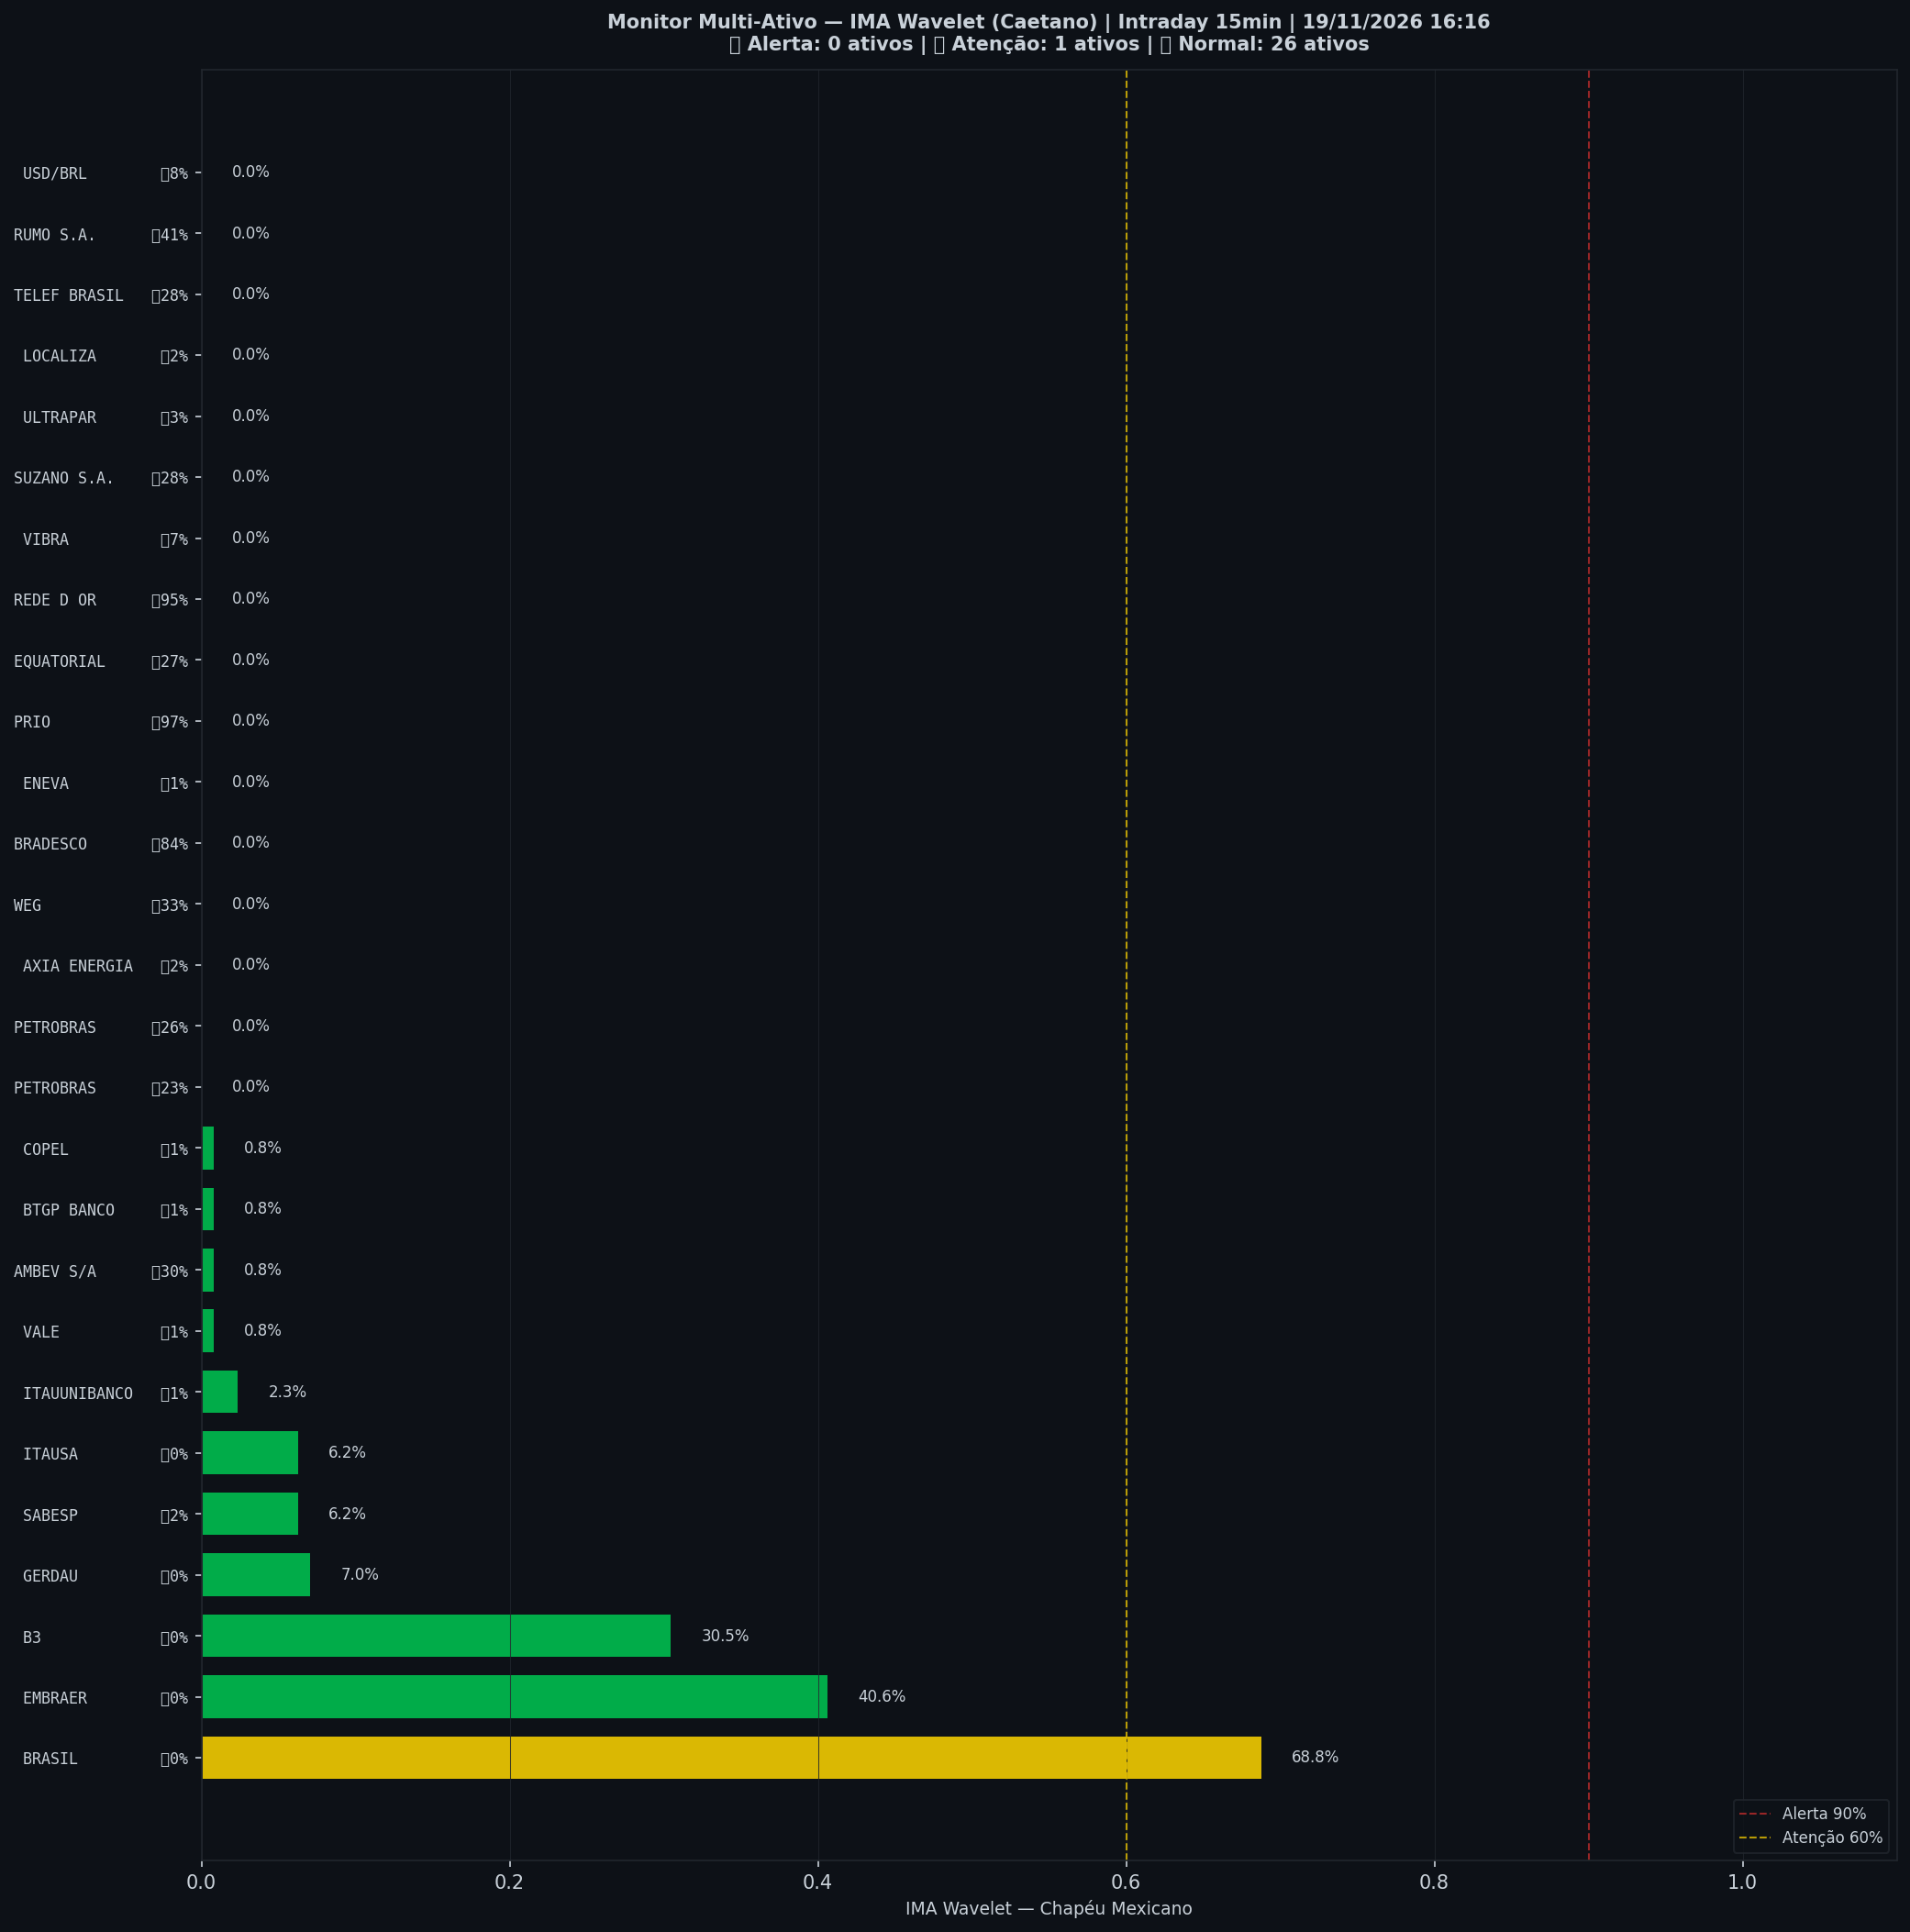 Monitor Multi-Ativo — IMA Wavelet (Caetano) | Intraday 15min | 19/11/2026 16:16
▯ Alerta: 0 ativos | ▯ Atenção: 1 ativos | ▯ Normal: 26 ativos
USD/BRL ▯8% 0.0%
RUMO S.A. ▯41% 0.0%
TELEF BRASIL ▯28% 0.0%
LOCALIZA ▯2% 0.0%
ULTRAPAR ▯3% 0.0%
SUZANO S.A. ▯28% 0.0%
VIBRA ▯7% 0.0%
REDE D OR ▯95% 0.0%
EQUATORIAL ▯27% 0.0%
PRIO ▯97% 0.0%
ENEVA ▯1% 0.0%
BRADESCO ▯84% 0.0%
WEG ▯33% 0.0%
AXIA ENERGIA ▯2% 0.0%
PETROBRAS ▯26% 0.0%
PETROBRAS ▯23% 0.0%
COPEL ▯1% 0.8%
BTGP BANCO ▯1% 0.8%
AMBEV S/A ▯30% 0.8%
VALE ▯1% 0.8%
ITAUUNIBANCO ▯1% 2.3%
ITAUSA ▯0% 6.2%
SABESP ▯2% 6.2%
GERDAU ▯0% 7.0%
B3 ▯0% 30.5%
EMBRAER ▯0% 40.6%
BRASIL ▯0% 68.8%
Alerta 90%
Atenção 60%
0.0 0.2 0.4 0.6 0.8 1.0
IMA Wavelet — Chapéu Mexicano